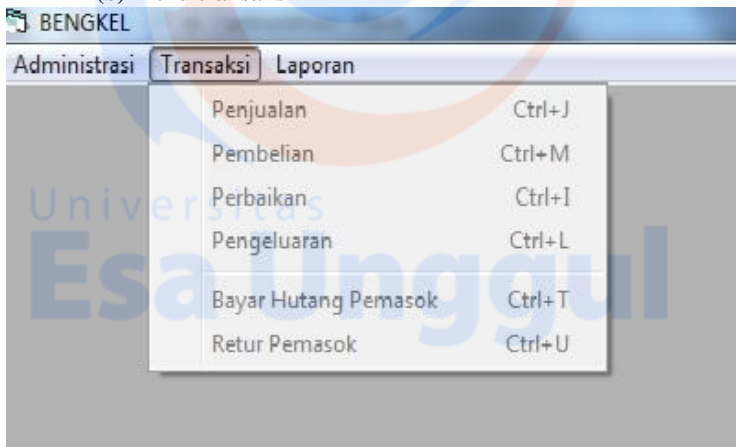 BENGKEL
Administrasi Transaksi Laporan
Penjualan Ctrl+J
Pembelian Ctrl+M
Perbaikan Ctrl+I
Pengeluaran Ctrl+L
Bayar Hutang Pemasok Ctrl+T
Retur Pemasok Ctrl+U
Universitas
Esa Unggul